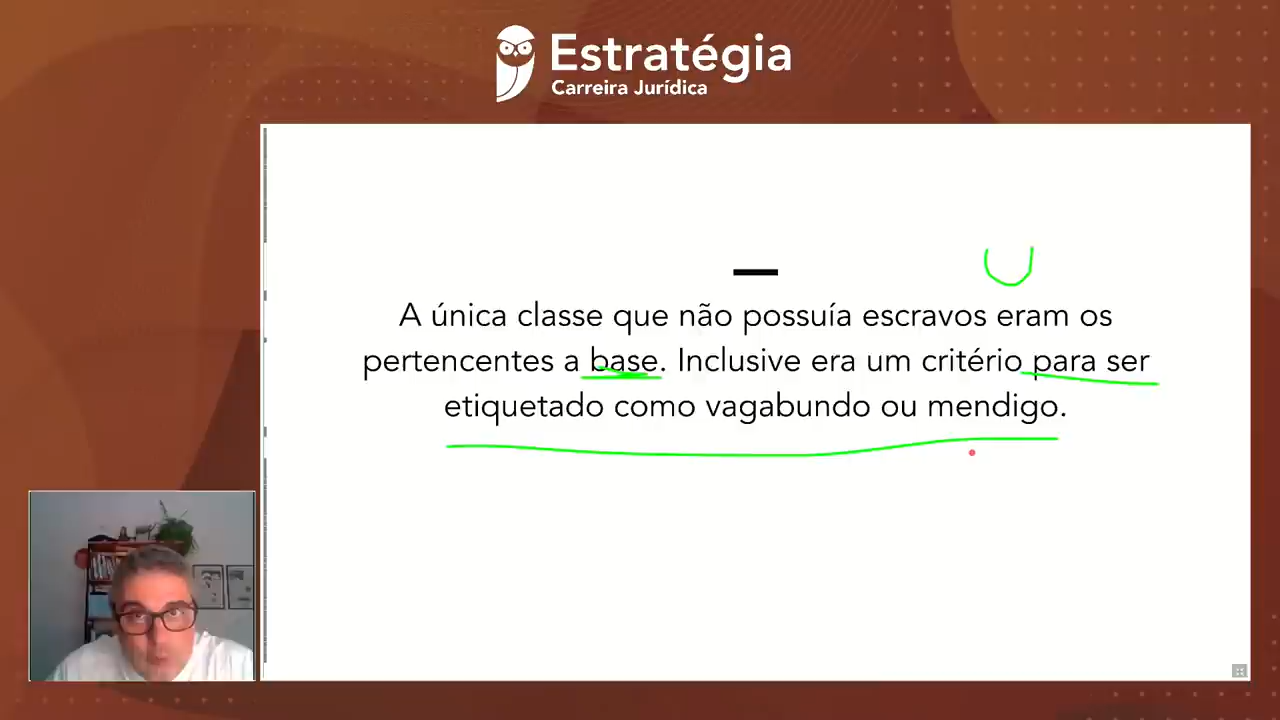 Estratégia
Carreira Jurídica
A única classe que não possuía escravos eram os
pertencentes a base. Inclusive era um critério para ser
etiquetado como vagabundo ou mendigo.